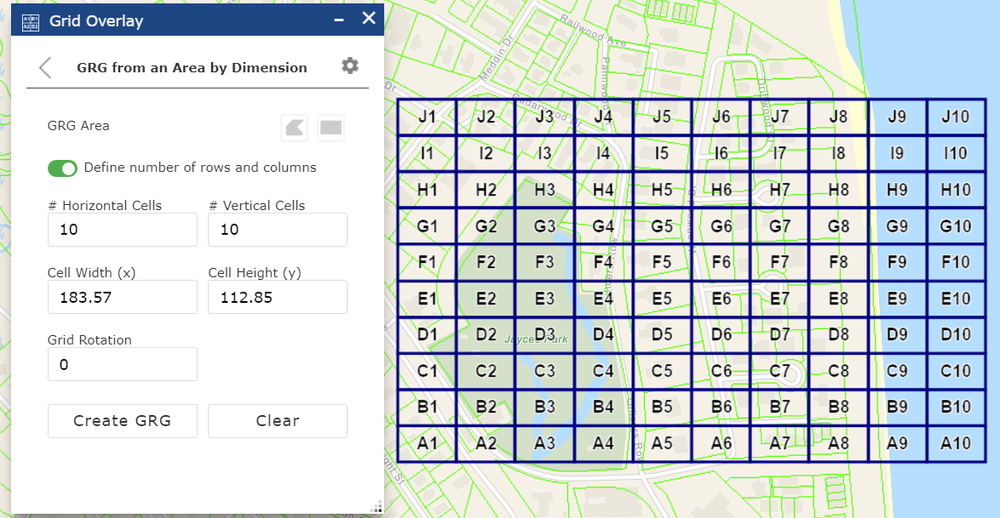 Grid Overlay
GRG from an Area by Dimension
GRG Area
Define number of rows and columns
# Horizontal Cells
# Vertical Cells
10
10
Cell Width (x)
Cell Height (y)
183.57
112.85
Grid Rotation
0
Create GRG
Clear
Railwood Ave
Meddin Dr
Palmwood
Cedarwood Dr
Driftwood
Dr
J1 J2 J3 J4 J5 J6 J7 J8 J9 J10
I1 I2 I3 I4 I5 I6 I7 I8 I9 I10
H1 H2 H3 H4 H5 H6 H7 H8 H9 H10
G1 G2 G3 G4 G5 G6 G7 G8 G9 G10
F1 F2 F3 F4 F5 F6 F7 F8 F9 F10
E1 E2 E3 E4 E5 E6 E7 E8 E9 E10
D1 D2 D3 D4 D5 D6 D7 D8 D9 D10
Jaycee Park
C1 C2 C3 C4 C5 C6 C7 C8 C9 C10
B1 B2 B3 B4 B5 B6 B7 B8 B9 B10
A1 A2 A3 A4 A5 A6 A7 A8 A9 A10
Officers Row